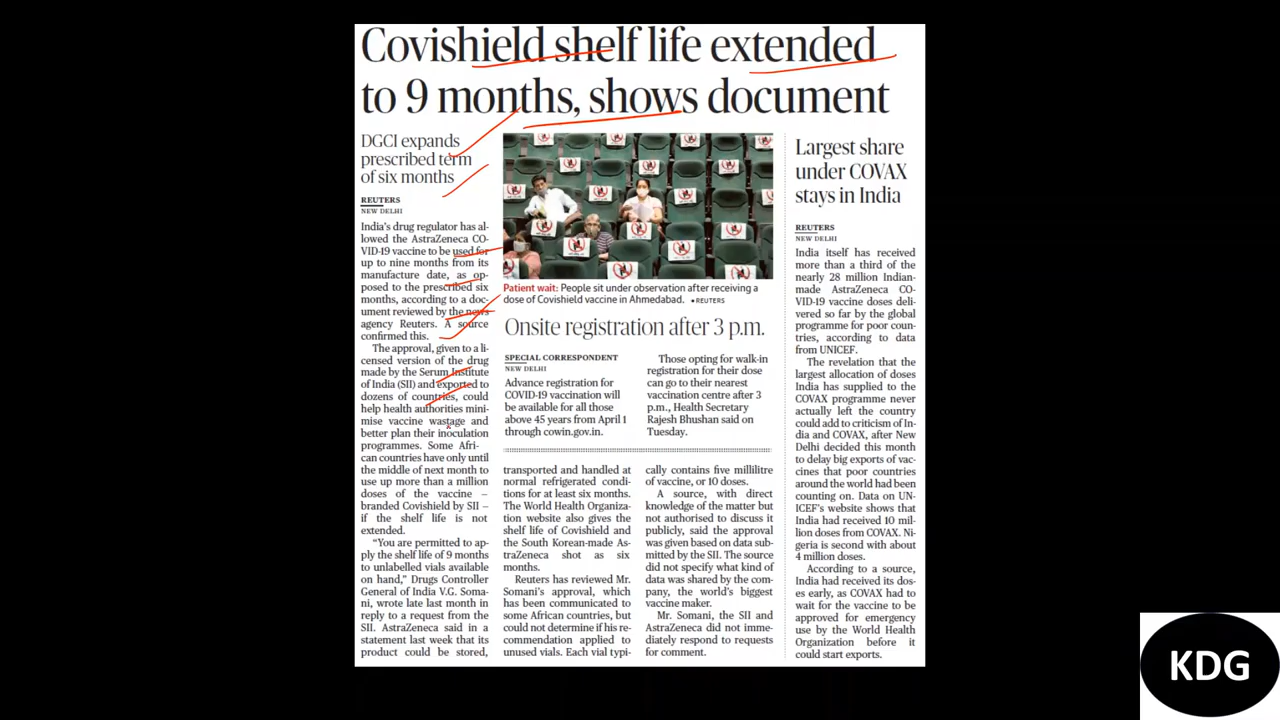 Covishield shelf life extended
to 9 months, shows document
DGCI expands
prescribed term
of six months
REUTERS
NEW DELHI
India's drug regulator has al-
lowed the AstraZeneca CO-
VID-19 vaccine to be used for
up to nine months from its
manufacture date, as op-
posed to the prescribed six
months, according to a doc-
ument reviewed by the news
agency Reuters. A source
confirmed this.
The approval, given to a li-
censed version of the drug
made by the Serum Institute
of India (SII) and exported to
dozens of countries, could
help health authorities mini-
mise vaccine wastage and
better plan their inoculation
programmes. Some Afri-
can countries have only until
the middle of next month to
use up more than a million
doses of the vaccine –
branded Covishield by SII –
if the shelf life is not
extended.
"You are permitted to ap-
ply the shelf life of 9 months
to unlabelled vials available
on hand," Drugs Controller
General of India V.G. Soma-
ni, wrote late last month in
reply to a request from the
SII. AstraZeneca said in a
statement last week that its
product could be stored,
Patient wait: People sit under observation after receiving a
dose of Covishield vaccine in Ahmedabad. • REUTERS
Onsite registration after 3 p.m.
SPECIAL CORRESPONDENT
NEW DELHI
Advance registration for
COVID-19 vaccination will
be available for all those
above 45 years from April 1
through cowin.gov.in.
Those opting for walk-in
registration for their dose
can go to their nearest
vaccination centre after 3
p.m., Health Secretary
Rajesh Bhushan said on
Tuesday.
transported and handled at
normal refrigerated condi-
tions for at least six months.
The World Health Organiza-
tion website also gives the
shelf life of Covishield and
the South Korean-made As-
traZeneca shot as six
months.
Reuters has reviewed Mr.
Somani's approval, which
has been communicated to
some African countries, but
could not determine if his re-
commendation applied to
unused vials. Each vial typi-
cally contains five millilitre
of vaccine, or 10 doses.
A source, with direct
knowledge of the matter but
not authorised to discuss it
publicly, said the approval
was given based on data sub-
mitted by the SII. The source
did not specify what kind of
data was shared by the com-
pany, the world's biggest
vaccine maker.
Mr. Somani, the SII and
AstraZeneca did not imme-
diately respond to requests
for comment.
Largest share
under COVAX
stays in India
REUTERS
NEW DELHI
India itself has received
more than a third of the
nearly 28 million Indian-
made AstraZeneca CO-
VID-19 vaccine doses deli-
vered so far by the global
programme for poor coun-
tries, according to data
from UNICEF.
The revelation that the
largest allocation of doses
India has supplied to the
COVAX programme never
actually left the country
could add to criticism of In-
dia and COVAX, after New
Delhi decided this month
to delay big exports of vac-
cines that poor countries
around the world had been
counting on. Data on UN-
ICEF's website shows that
India had received 10 mil-
lion doses from COVAX. Ni-
geria is second with about
4 million doses.
According to a source,
India had received its dos-
es early, as COVAX had to
wait for the vaccine to be
approved for emergency
use by the World Health
Organization before it
could start exports.
KDG